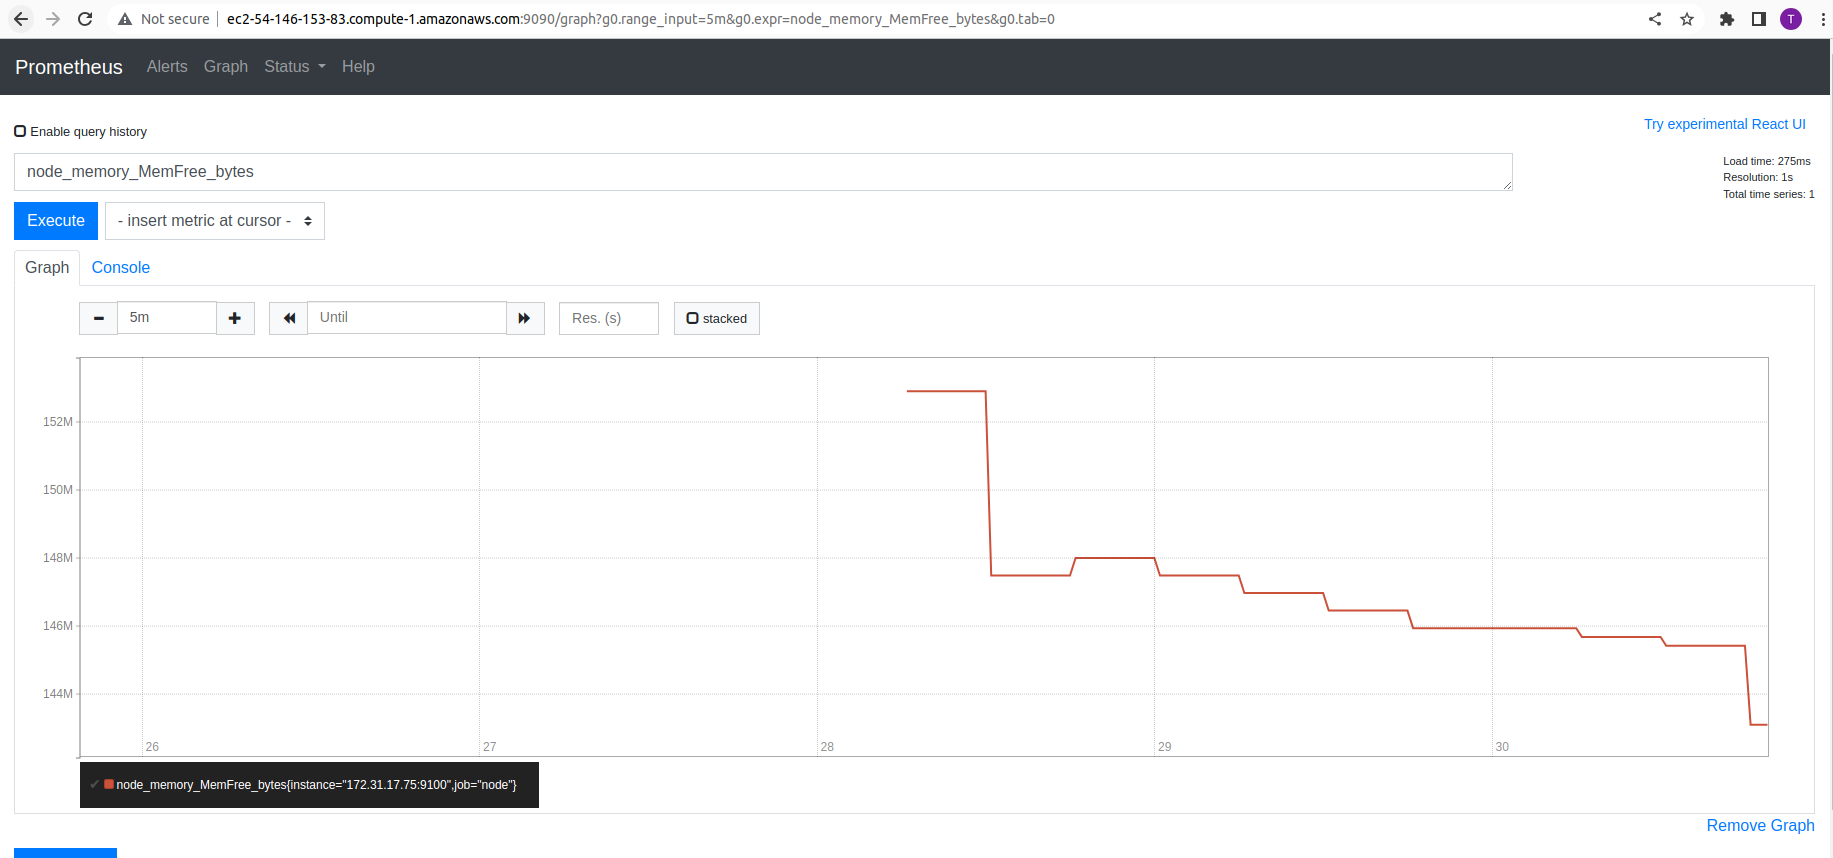 Not secure | ec2-54-146-153-83.compute-1.amazonaws.com:9090/graph?g0.range_input=5m&g0.expr=node_memory_MemFree_bytes&g0.tab=0
T
Prometheus Alerts Graph Status Help
Enable query history
Try experimental React UI
node_memory_MemFree_bytes
Load time: 275ms
Resolution: 1s
Total time series: 1
Execute - insert metric at cursor -
Graph Console
5m Until Res. (s) stacked
152M
150M
148M
146M
144M
26 27 28 29 30
node_memory_MemFree_bytes{instance="172.31.17.75:9100",job="node"}
Remove Graph